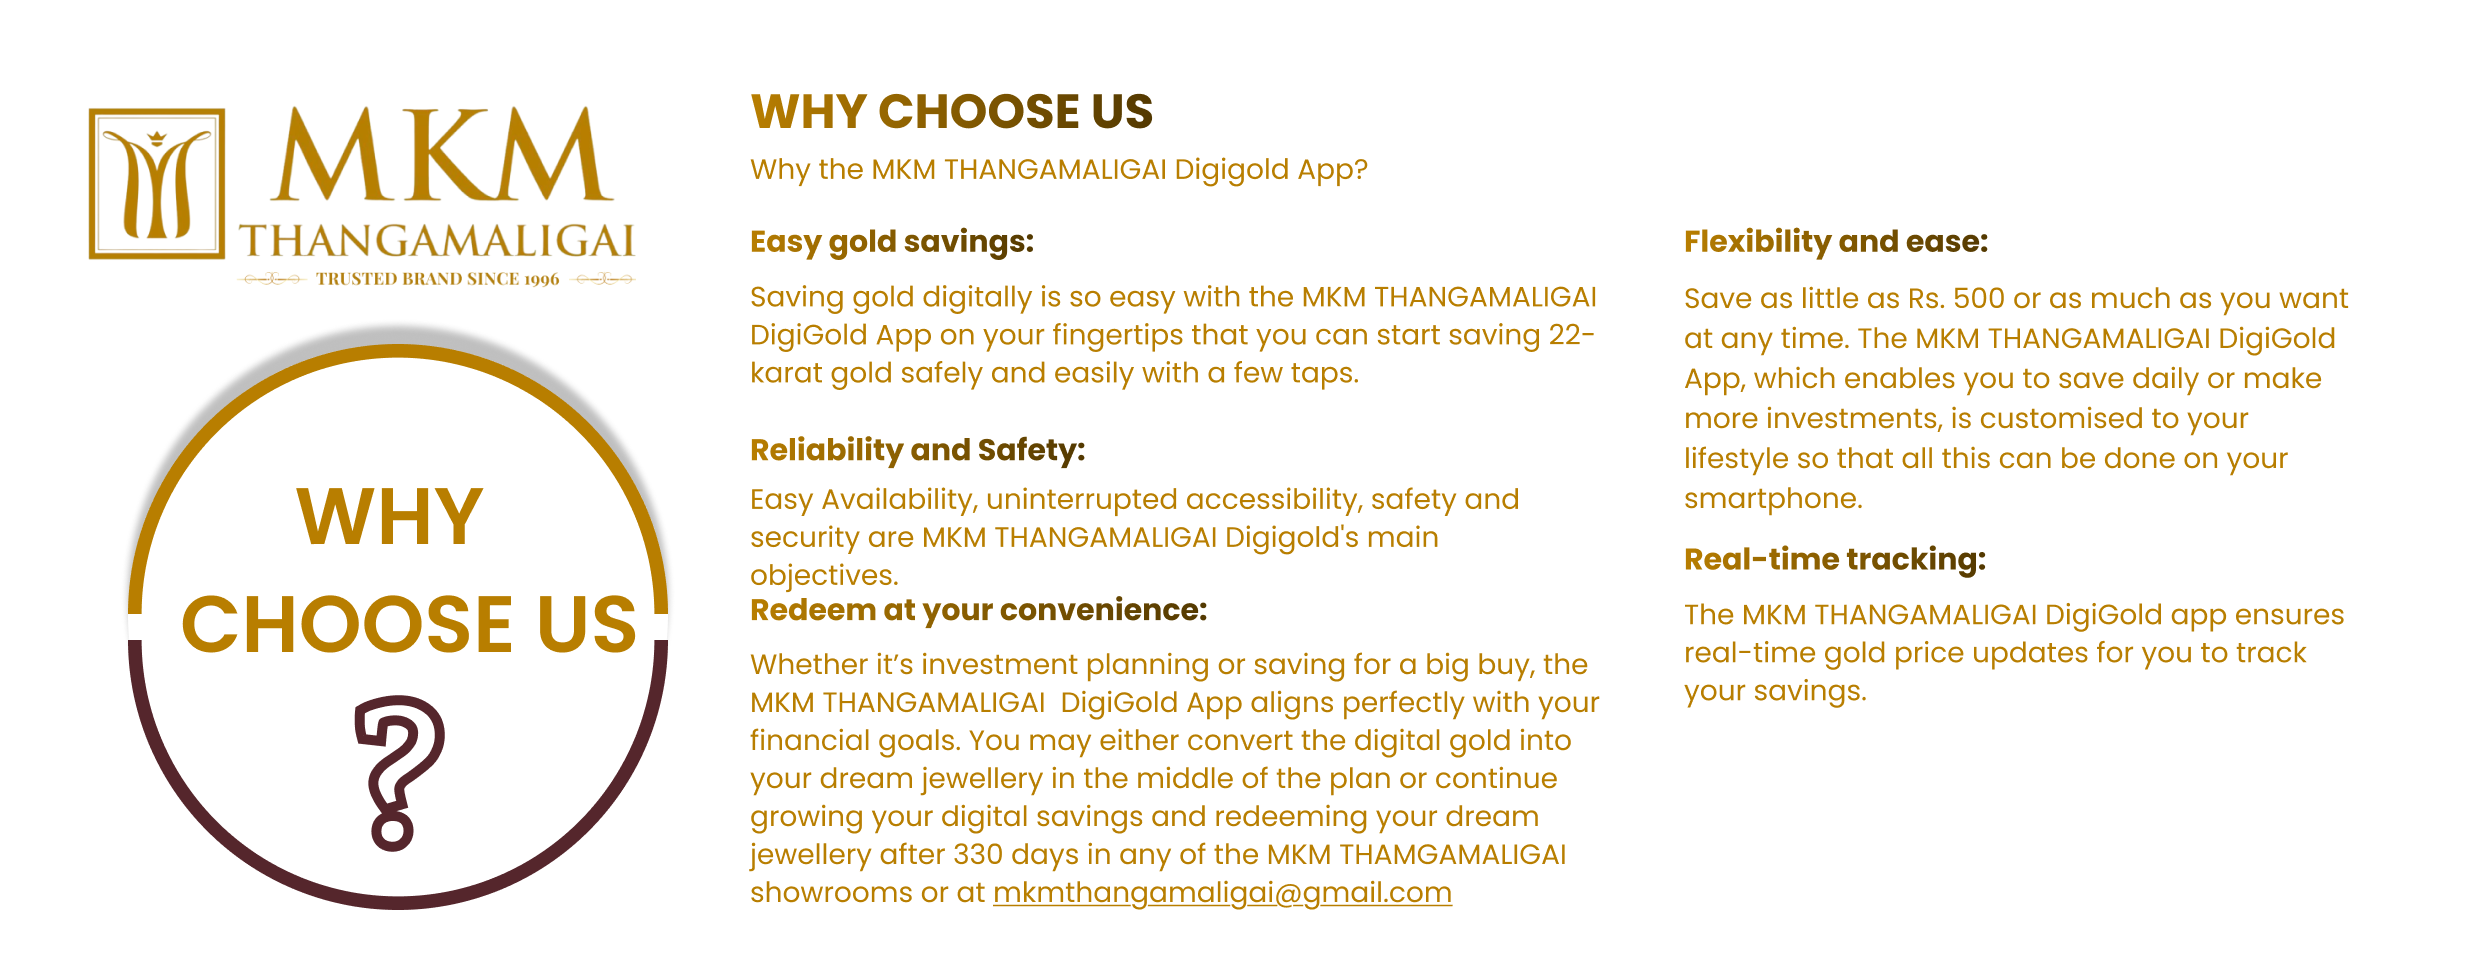 MKM
THANGAMALIGAI
TRUSTED BRAND SINCE 1996
WHY
CHOOSE US
?
WHY CHOOSE US
Why the MKM THANGAMALIGAI Digigold App?
Easy gold savings:
Saving gold digitally is so easy with the MKM THANGAMALIGAI
DigiGold App on your fingertips that you can start saving 22-
karat gold safely and easily with a few taps.
Reliability and Safety:
Easy Availability, uninterrupted accessibility, safety and
security are MKM THANGAMALIGAI Digigold's main
objectives.
Redeem at your convenience:
Whether it’s investment planning or saving for a big buy, the
MKM THANGAMALIGAI  DigiGold App aligns perfectly with your
financial goals. You may either convert the digital gold into
your dream jewellery in the middle of the plan or continue
growing your digital savings and redeeming your dream
jewellery after 330 days in any of the MKM THAMGAMALIGAI
showrooms or at mkmthangamaligai@gmail.com
Flexibility and ease:
Save as little as Rs. 500 or as much as you want
at any time. The MKM THANGAMALIGAI DigiGold
App, which enables you to save daily or make
more investments, is customised to your
lifestyle so that all this can be done on your
smartphone.
Real-time tracking:
The MKM THANGAMALIGAI DigiGold app ensures
real-time gold price updates for you to track
your savings.